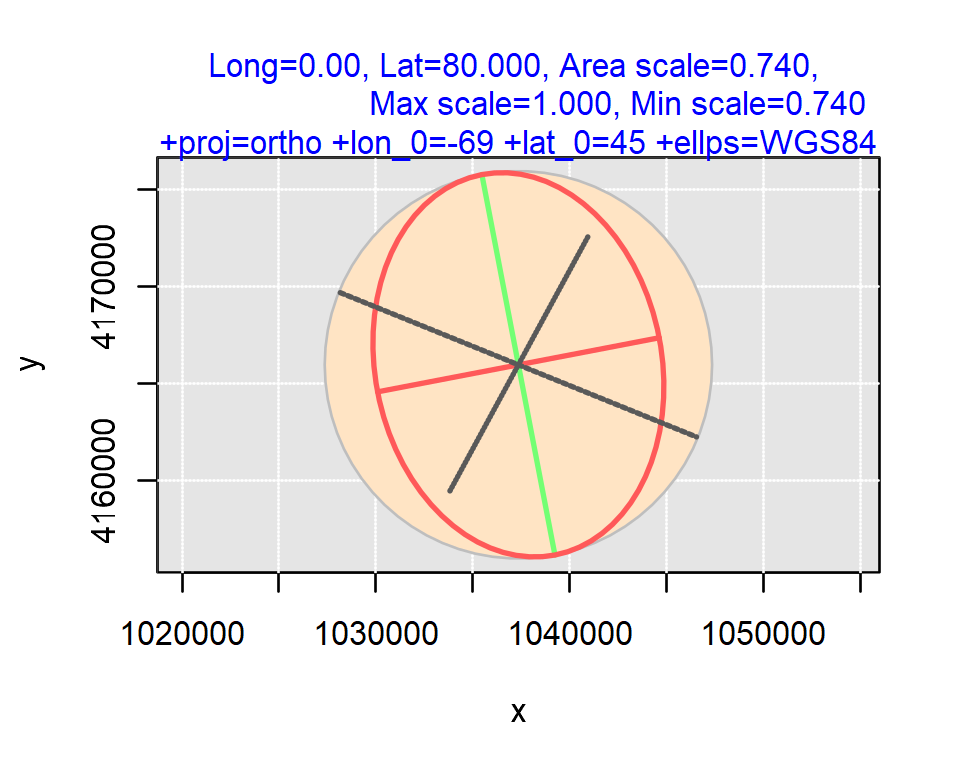 Long=0.00, Lat=80.000, Area scale=0.740,
Max scale=1.000, Min scale=0.740
+proj=ortho +lon_0=-69 +lat_0=45 +ellps=WGS84
4170000
y
4160000
1020000 1030000 1040000 1050000
x